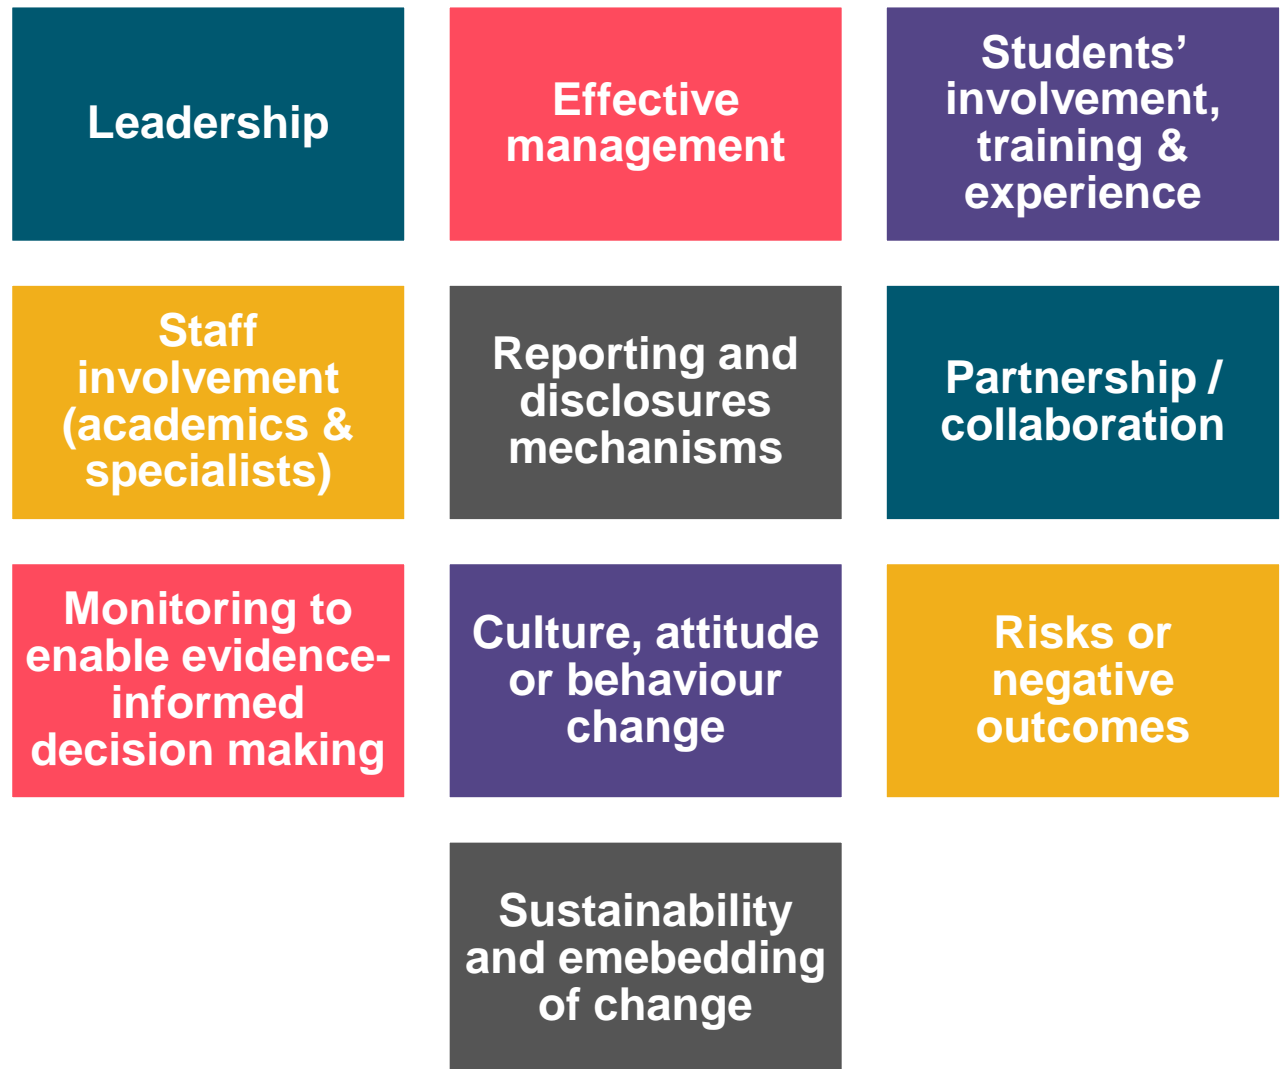 Leadership
Effective
management
Students’
involvement,
training &
experience
Staff
involvement
(academics &
specialists)
Reporting and
disclosures
mechanisms
Partnership /
collaboration
Monitoring to
enable evidence-
informed
decision making
Culture, attitude
or behaviour
change
Risks or
negative
outcomes
Sustainability
and emebedding
of change